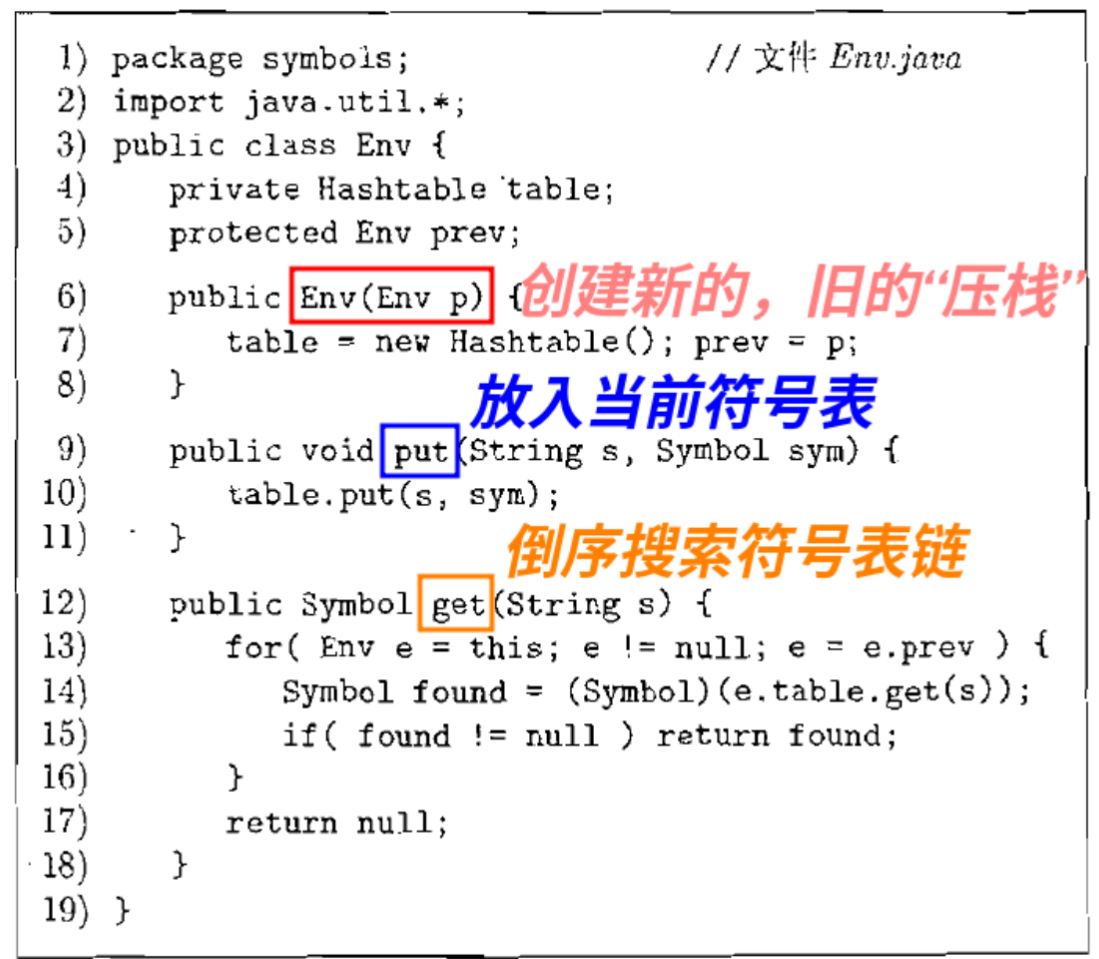 1) package symbols; // 文件 Env.java
2) import java.util.*;
3) public class Env {
4) private Hashtable table;
5) protected Env prev;
6) public Env(Env p) { 创建新的，旧的“压栈”
7) table = new Hashtable(); prev = p;
8) }
放入当前符号表
9) public void put(String s, Symbol sym) {
10) table.put(s, sym);
11) }
倒序搜索符号表链
12) public Symbol get(String s) {
13) for( Env e = this; e != null; e = e.prev ) {
14) Symbol found = (Symbol)(e.table.get(s));
15) if( found != null ) return found;
16) }
17) return null;
18) }
19) }